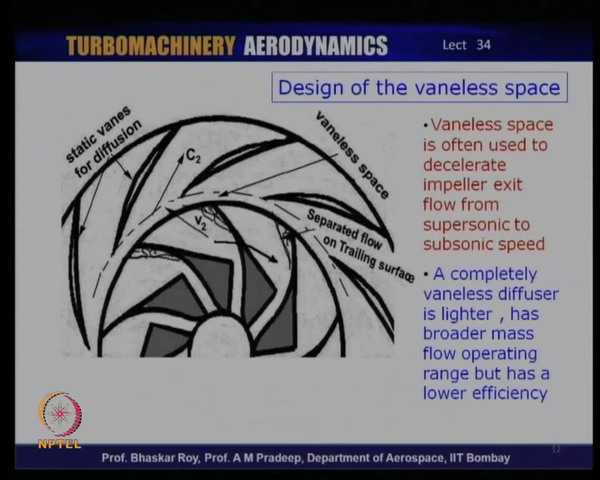 TURBOMACHINERY AERODYNAMICS
Lect 34
Design of the vaneless space
static vanes
for diffusion
C2
vaneless space
V2
Separated flow
on Trailing surface
•Vaneless space
is often used to
decelerate
impeller exit
flow from
supersonic to
subsonic speed
• A completely
vaneless diffuser
is lighter , has
broader mass
flow operating
range but has a
lower efficiency
NPTEL
12
Prof. Bhaskar Roy, Prof. A M Pradeep, Department of Aerospace, IIT Bombay